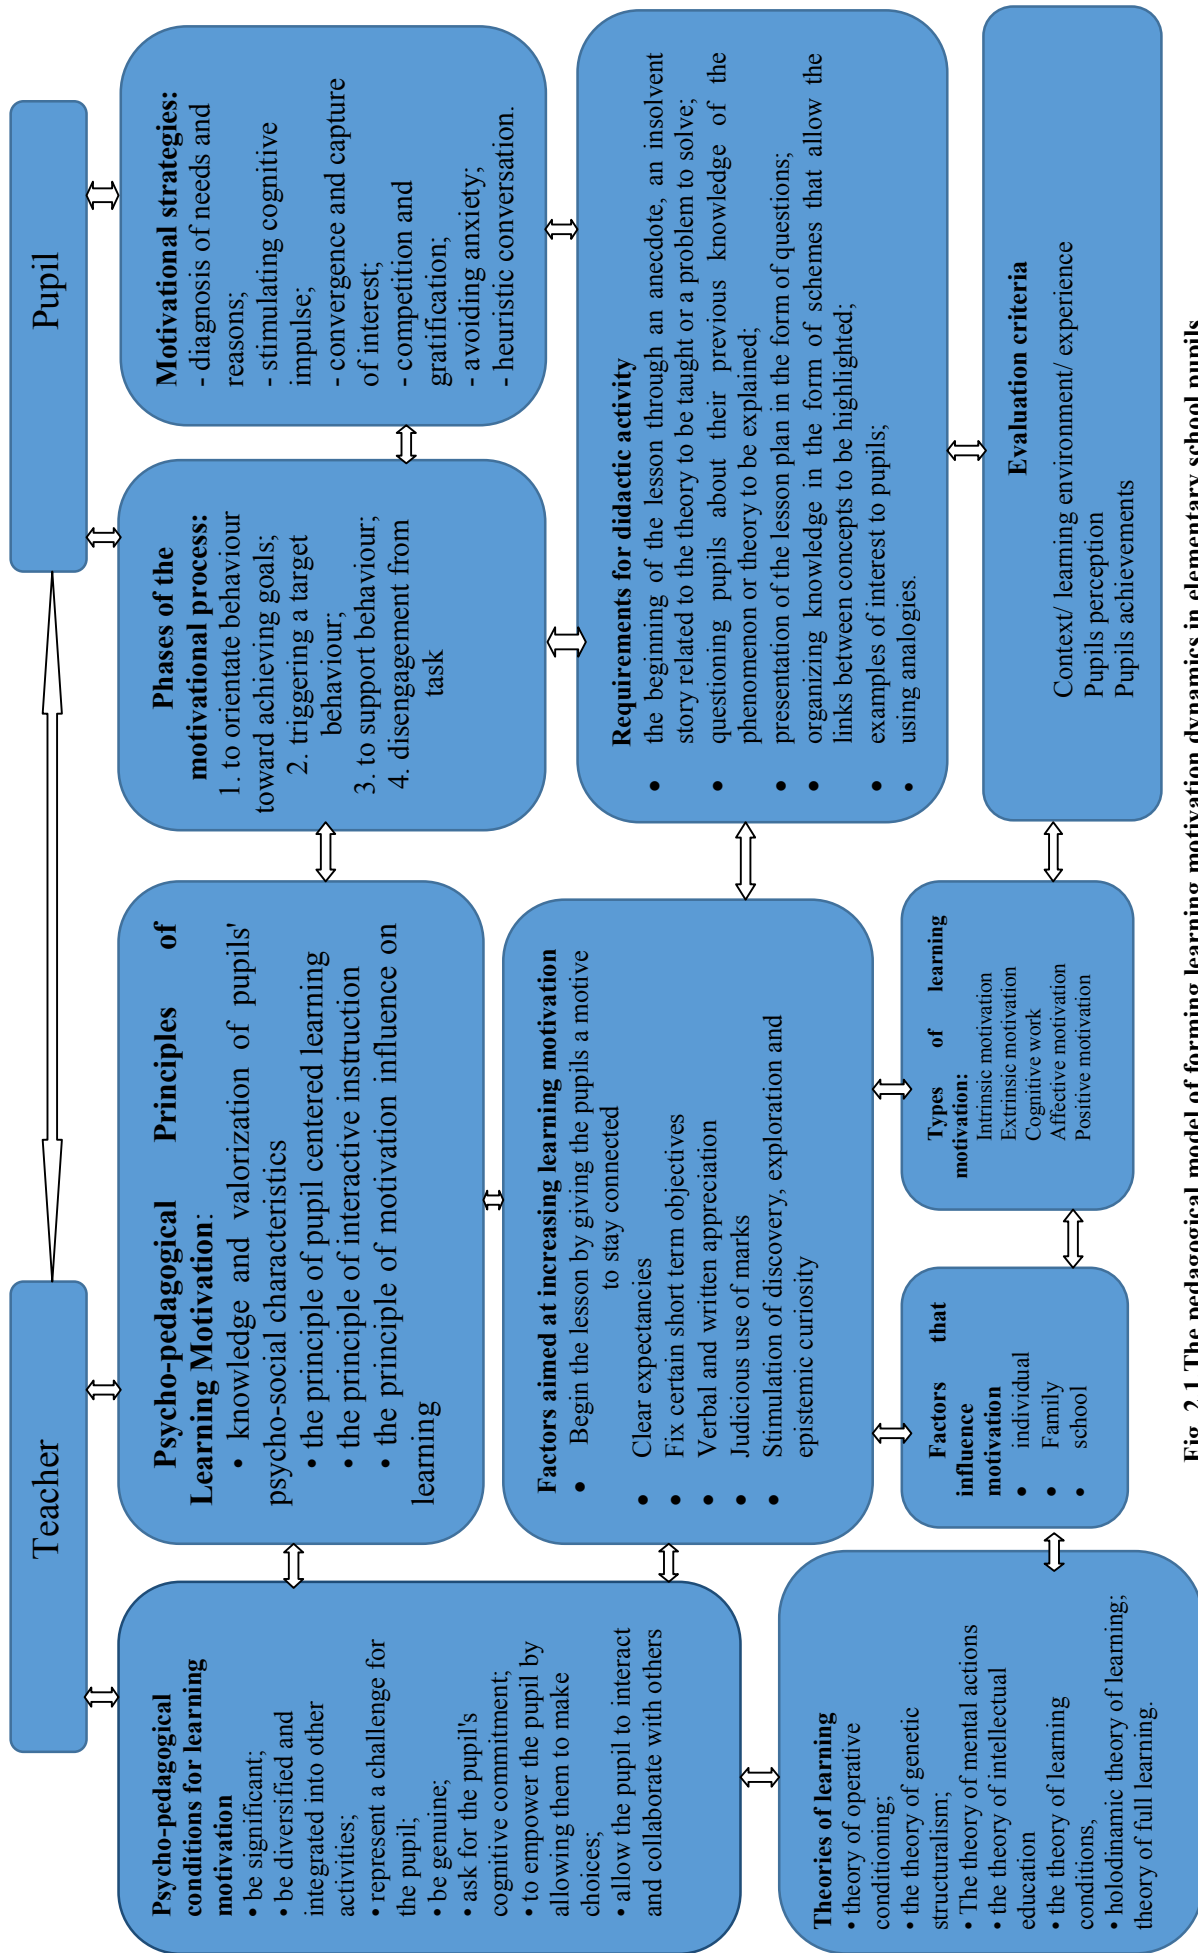 Teacher
Pupil
Psycho-pedagogical
conditions for learning
motivation
• be significant;
• be diversified and
integrated into other
activities;
• represent a challenge for
the pupil;
• be genuine;
• ask for the pupil's
cognitive commitment;
• to empower the pupil by
allowing them to make
choices;
• allow the pupil to interact
and collaborate with others
Psycho-pedagogical Principles of
Learning Motivation:
• knowledge and valorization of pupils'
psycho-social characteristics
• the principle of pupil centered learning
• the principle of interactive instruction
• the principle of motivation influence on
learning
Phases of the
motivational process:
1. to orientate behaviour
toward achieving goals;
2. triggering a target
behaviour;
3. to support behaviour;
4. disengagement from
task
Motivational strategies:
- diagnosis of needs and
reasons;
- stimulating cognitive
impulse;
- convergence and capture
of interest;
- competition and
gratification;
- avoiding anxiety;
- heuristic conversation.
Factors aimed at increasing learning motivation
• Begin the lesson by giving the pupils a motive
to stay connected
• Clear expectancies
• Fix certain short term objectives
• Verbal and written appreciation
• Judicious use of marks
• Stimulation of discovery, exploration and
epistemic curiosity
Requirements for didactic activity
• the beginning of the lesson through an anecdote, an insolvent
story related to the theory to be taught or a problem to solve;
• questioning pupils about their previous knowledge of the
phenomenon or theory to be explained;
• presentation of the lesson plan in the form of questions;
• organizing knowledge in the form of schemes that allow the
links between concepts to be highlighted;
• examples of interest to pupils;
• using analogies.
Theories of learning
• theory of operative
conditioning;
• the theory of genetic
structuralism;
• The theory of mental actions
• the theory of intellectual
education
• the theory of learning
conditions,
• holodinamic theory of learning;
theory of full learning.
Factors that
influence
motivation
• individual
• Family
• school
Types of learning
motivation:
Intrinsic motivation
Extrinsic motivation
Cognitive work
Affective motivation
Positive motivation
Evaluation criteria
Context/ learning environment/ experience
Pupils perception
Pupils achievements
Fig. 2.1 The pedagogical model of forming learning motivation dynamics in elementary school pupils